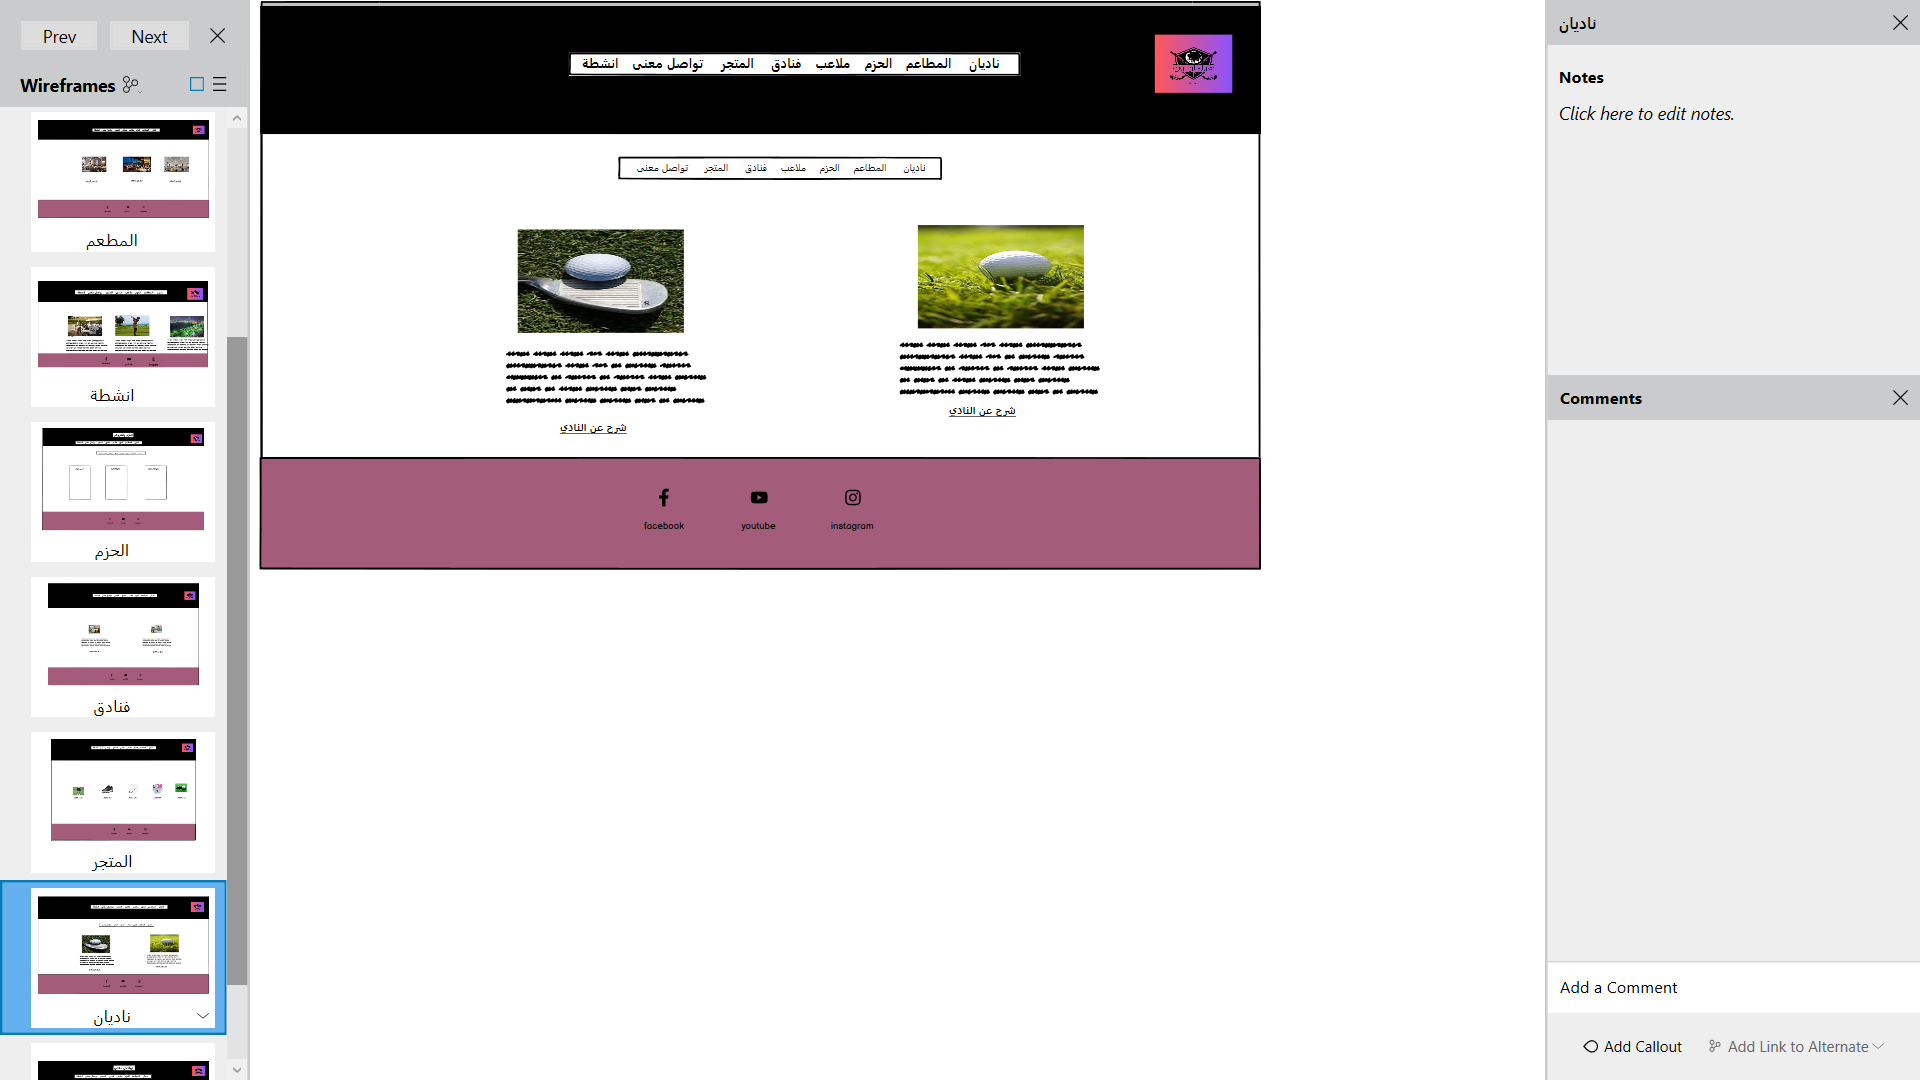 Prev
Next
Wireframes
المطعم
انشطة
الحزم
فنادق
المتجر
ناديان
ناديان المطاعم الحزم ملاعب فنادق المتجر تواصل معنى انشطة
ناديان المطاعم الحزم ملاعب فنادق المتجر تواصل معنى
شرح عن النادي
شرح عن النادي
facebook
youtube
instagram
ناديان
Notes
Click here to edit notes.
Comments
Add a Comment
Add Callout
Add Link to Alternate